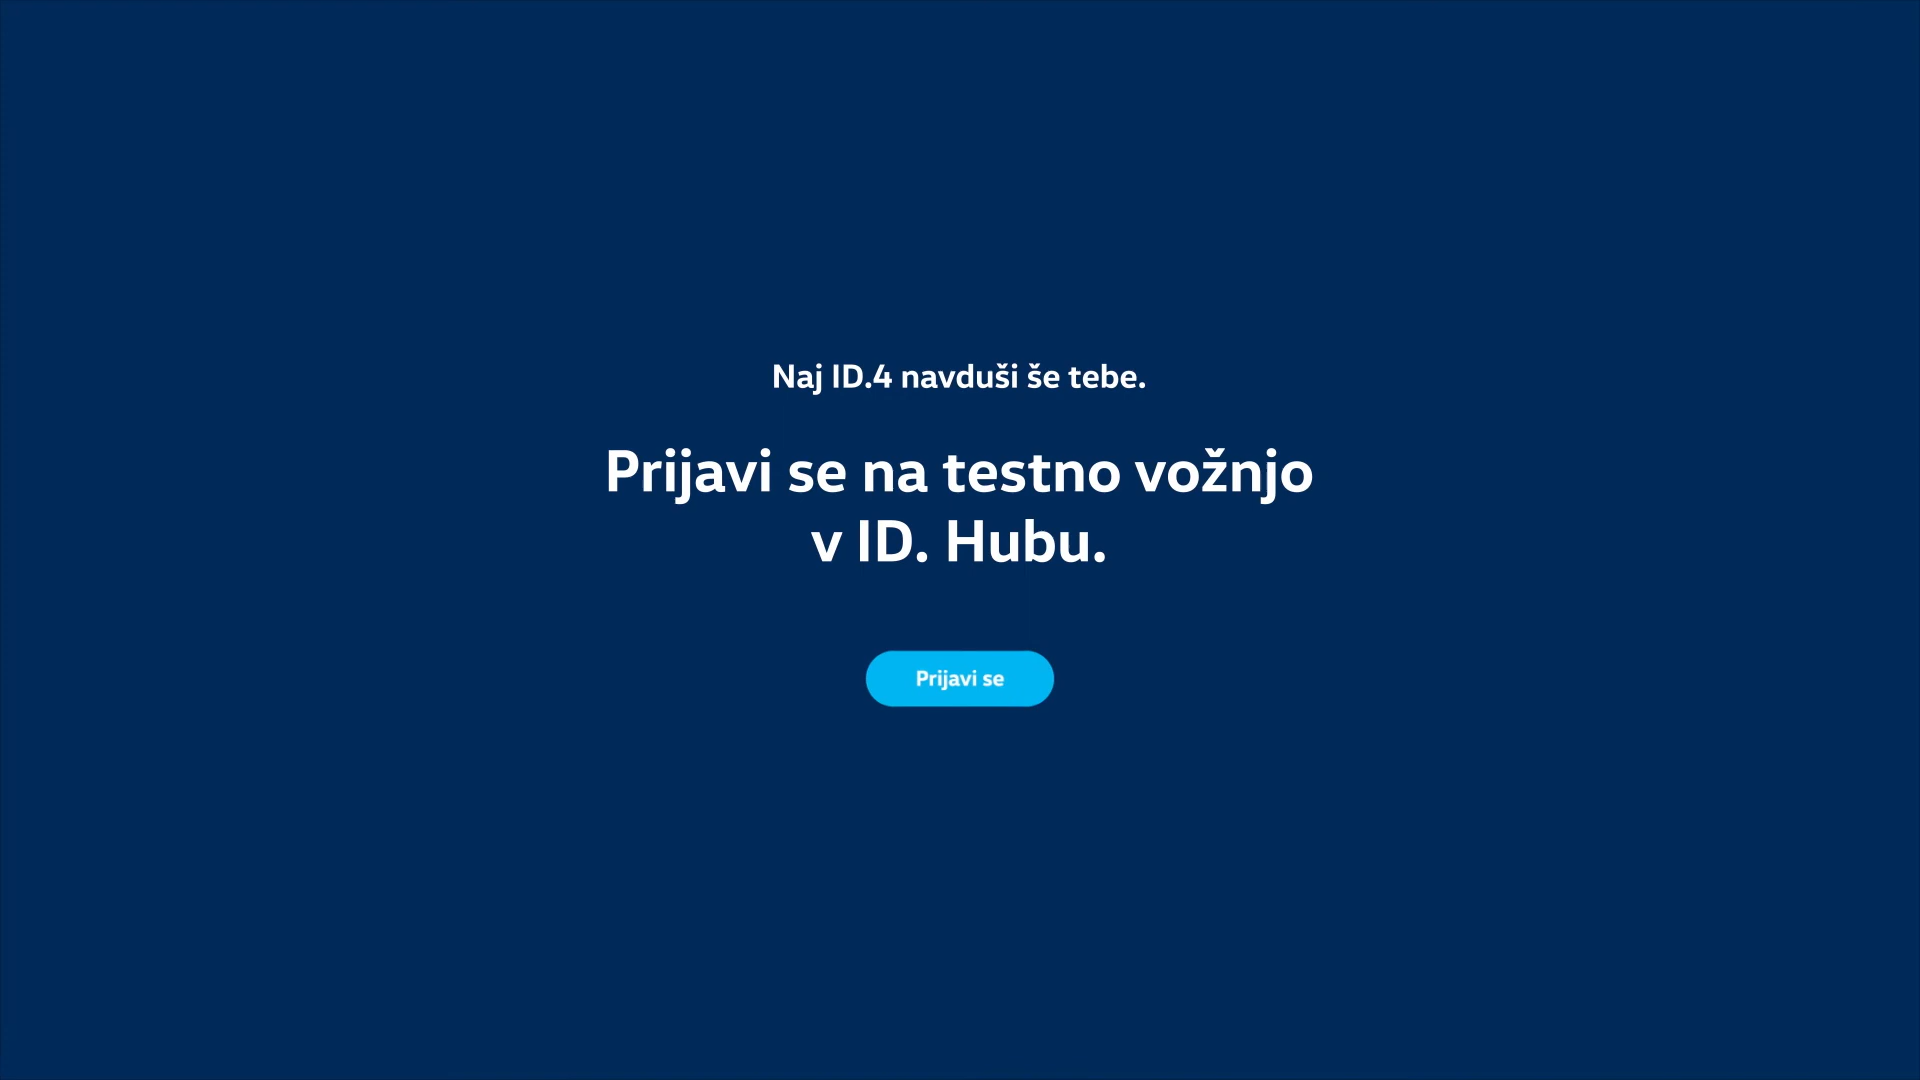 Naj ID.4 navduši še tebe.
Prijavi se na testno vožnjo
v ID. Hubu.
Prijavi se